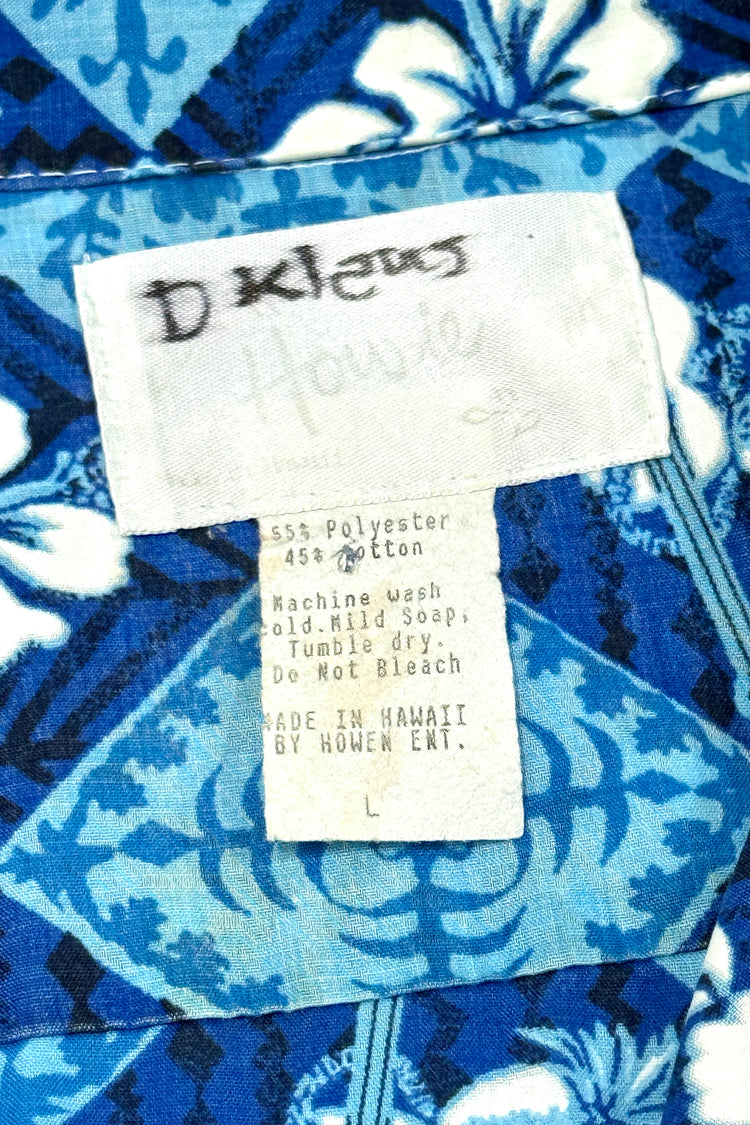 Howie
55% Polyester
45% Cotton
Machine wash
cold.Mild Soap,
Tumble dry.
Do Not Bleach
MADE IN HAWAII
BY HOWEN ENT.
L